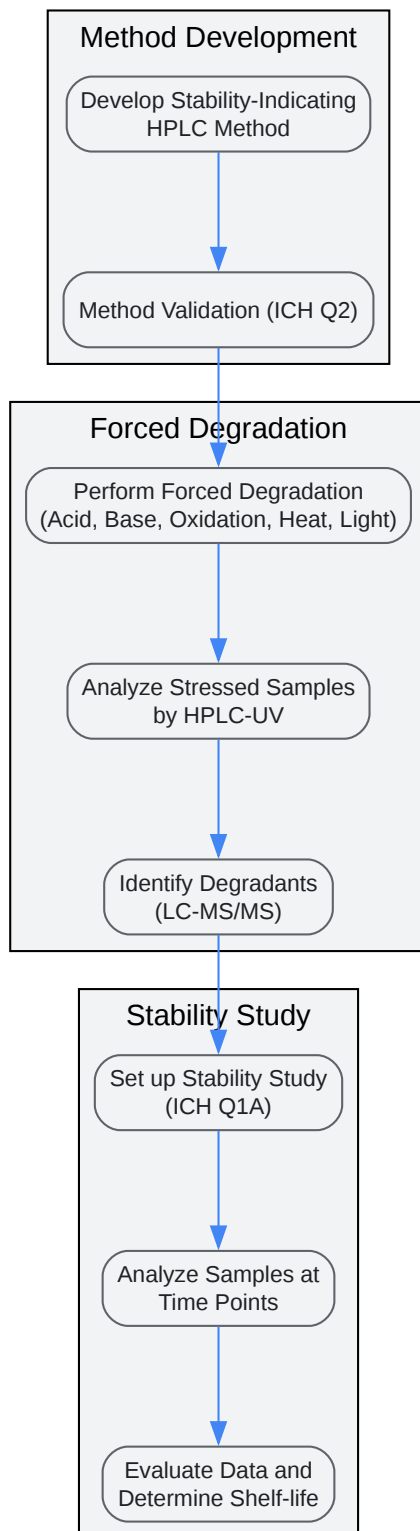 Method Development
Develop Stability-Indicating
HPLC Method
Method Validation (ICH Q2)
Forced Degradation
Perform Forced Degradation
(Acid, Base, Oxidation, Heat, Light)
Analyze Stressed Samples
by HPLC-UV
Identify Degradants
(LC-MS/MS)
Stability Study
Set up Stability Study
(ICH Q1A)
Analyze Samples at
Time Points
Evaluate Data and
Determine Shelf-life